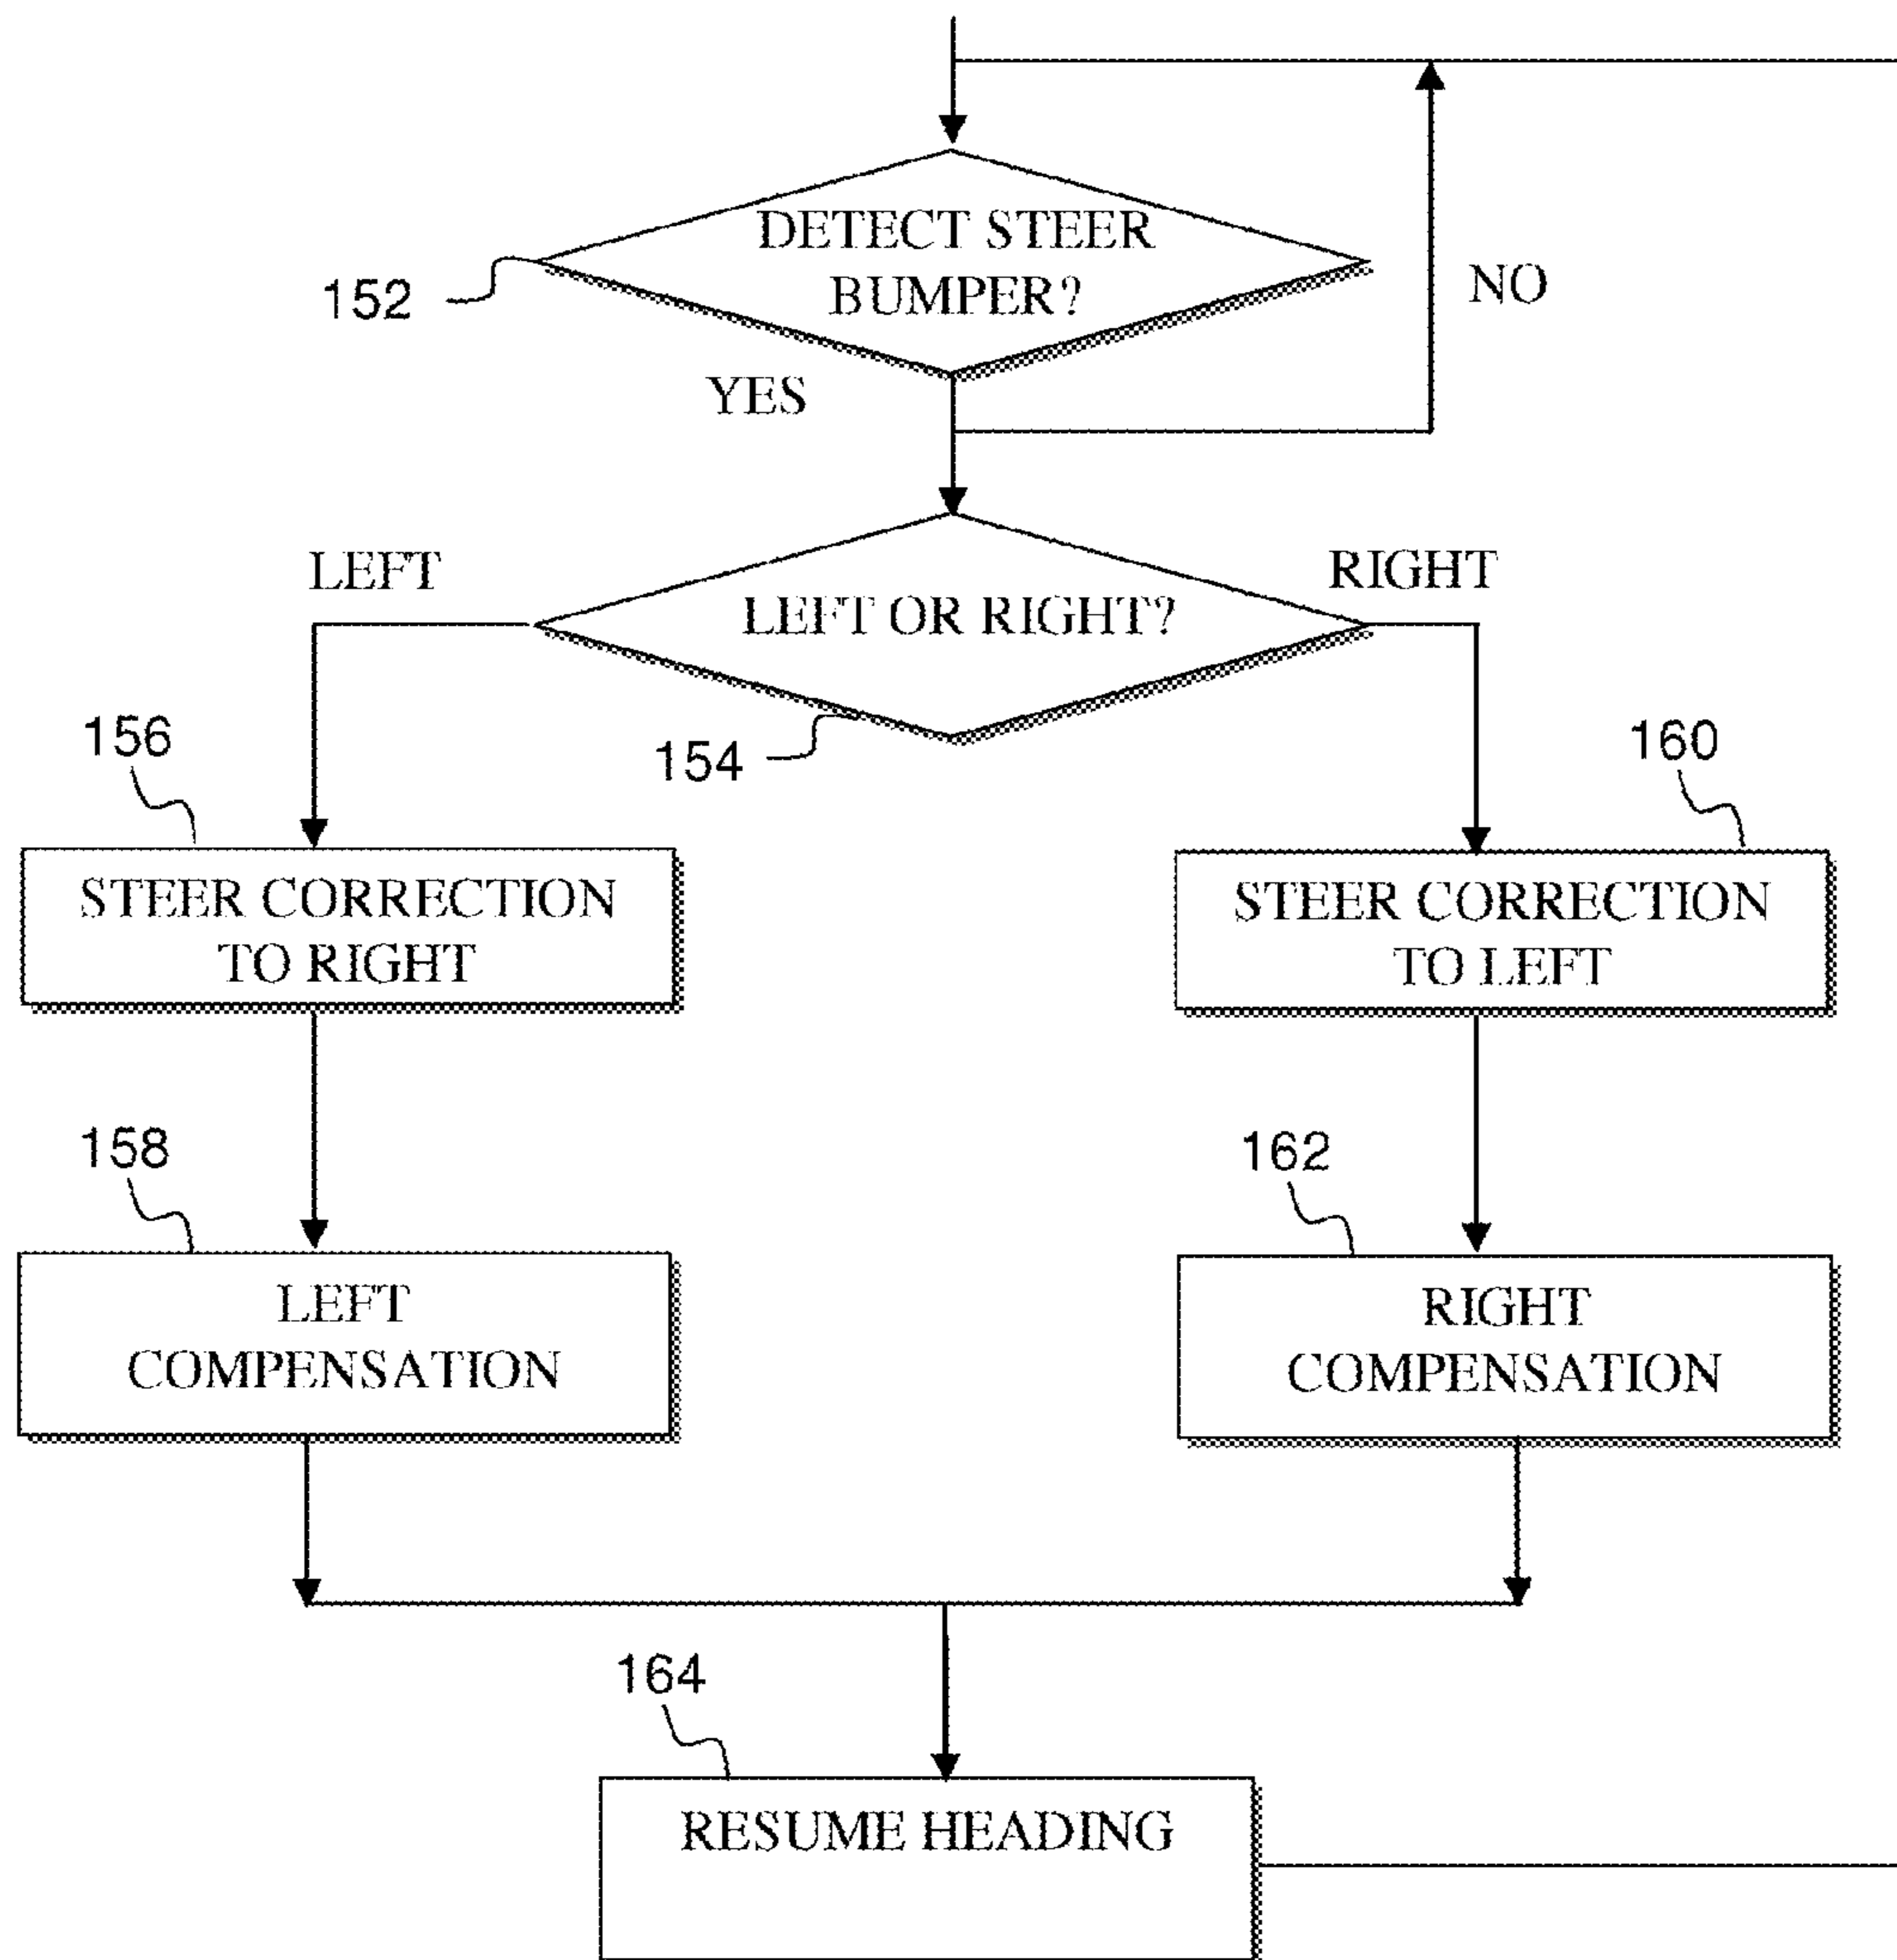 DETECT STEER
BUMPER?
152
NO
YES
LEFT
RIGHT
LEFT OR RIGHT?
154
156
160
STEER CORRECTION
TO RIGHT
STEER CORRECTION
TO LEFT
158
162
LEFT
COMPENSATION
RIGHT
COMPENSATION
164
RESUME HEADING